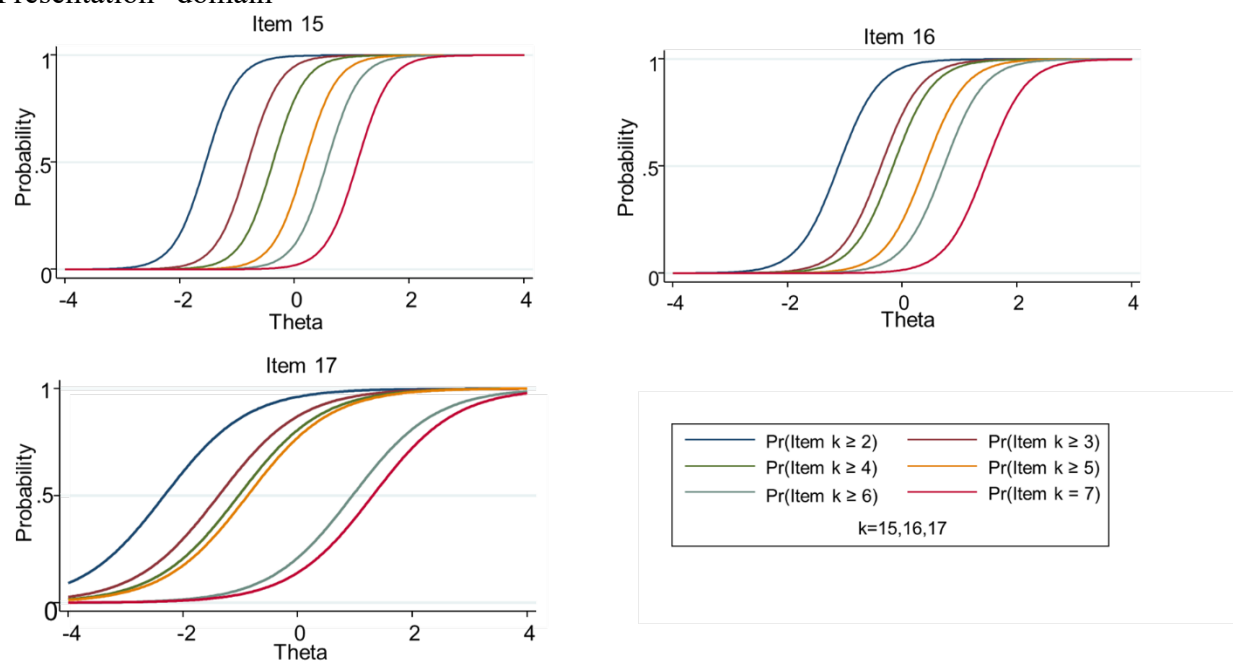 Presentation" domain
Item 15
1
.5
0
Probability
-4 -2 0 2 4
Theta
Item 16
1
.5
0
Probability
-4 -2 0 2 4
Theta
Item 17
1
.5
0
Probability
-4 -2 0 2 4
Theta
Pr(Item k ≥ 2) Pr(Item k ≥ 3)
Pr(Item k ≥ 4) Pr(Item k ≥ 5)
Pr(Item k ≥ 6) Pr(Item k = 7)
k=15,16,17